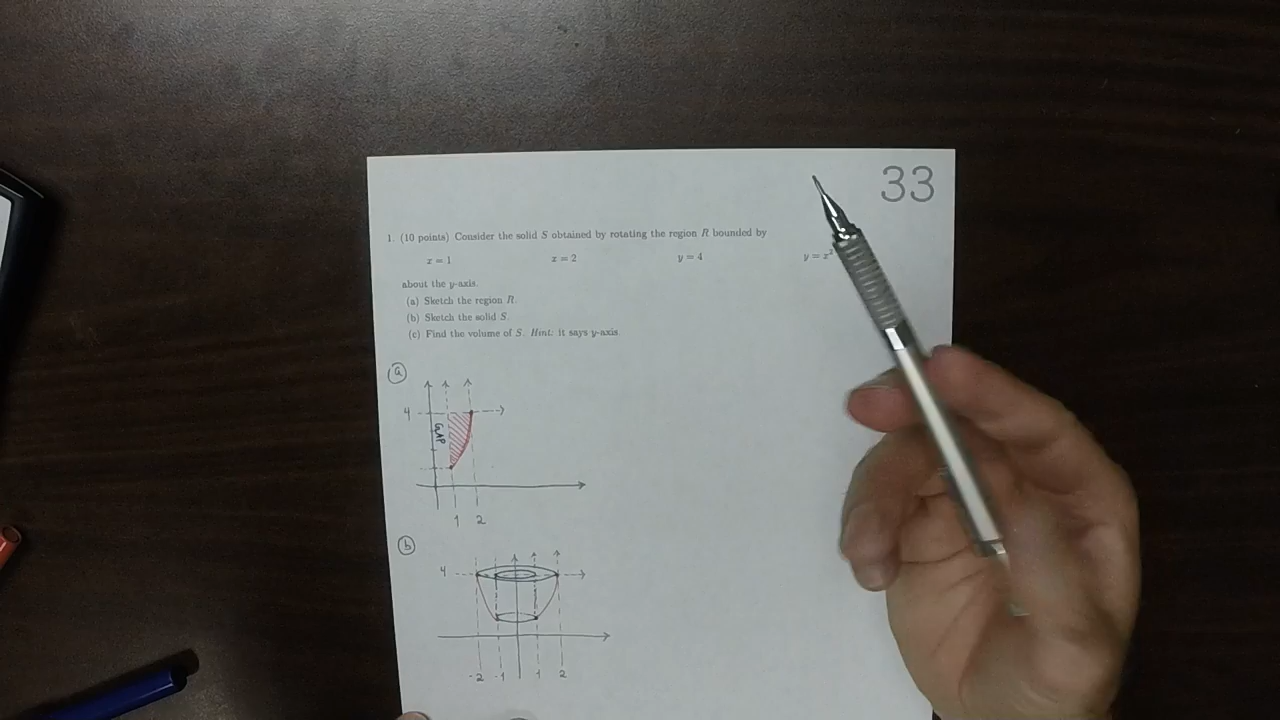 33
1. (10 points) Consider the solid S obtained by rotating the region R bounded by
x = 1 x = 2 y = 4 y = x²
about the y-axis.
(a) Sketch the region R.
(b) Sketch the solid S.
(c) Find the volume of S. Hint: it says y-axis.
a
4
GAP
1 2
b
4
-2 -1 1 2